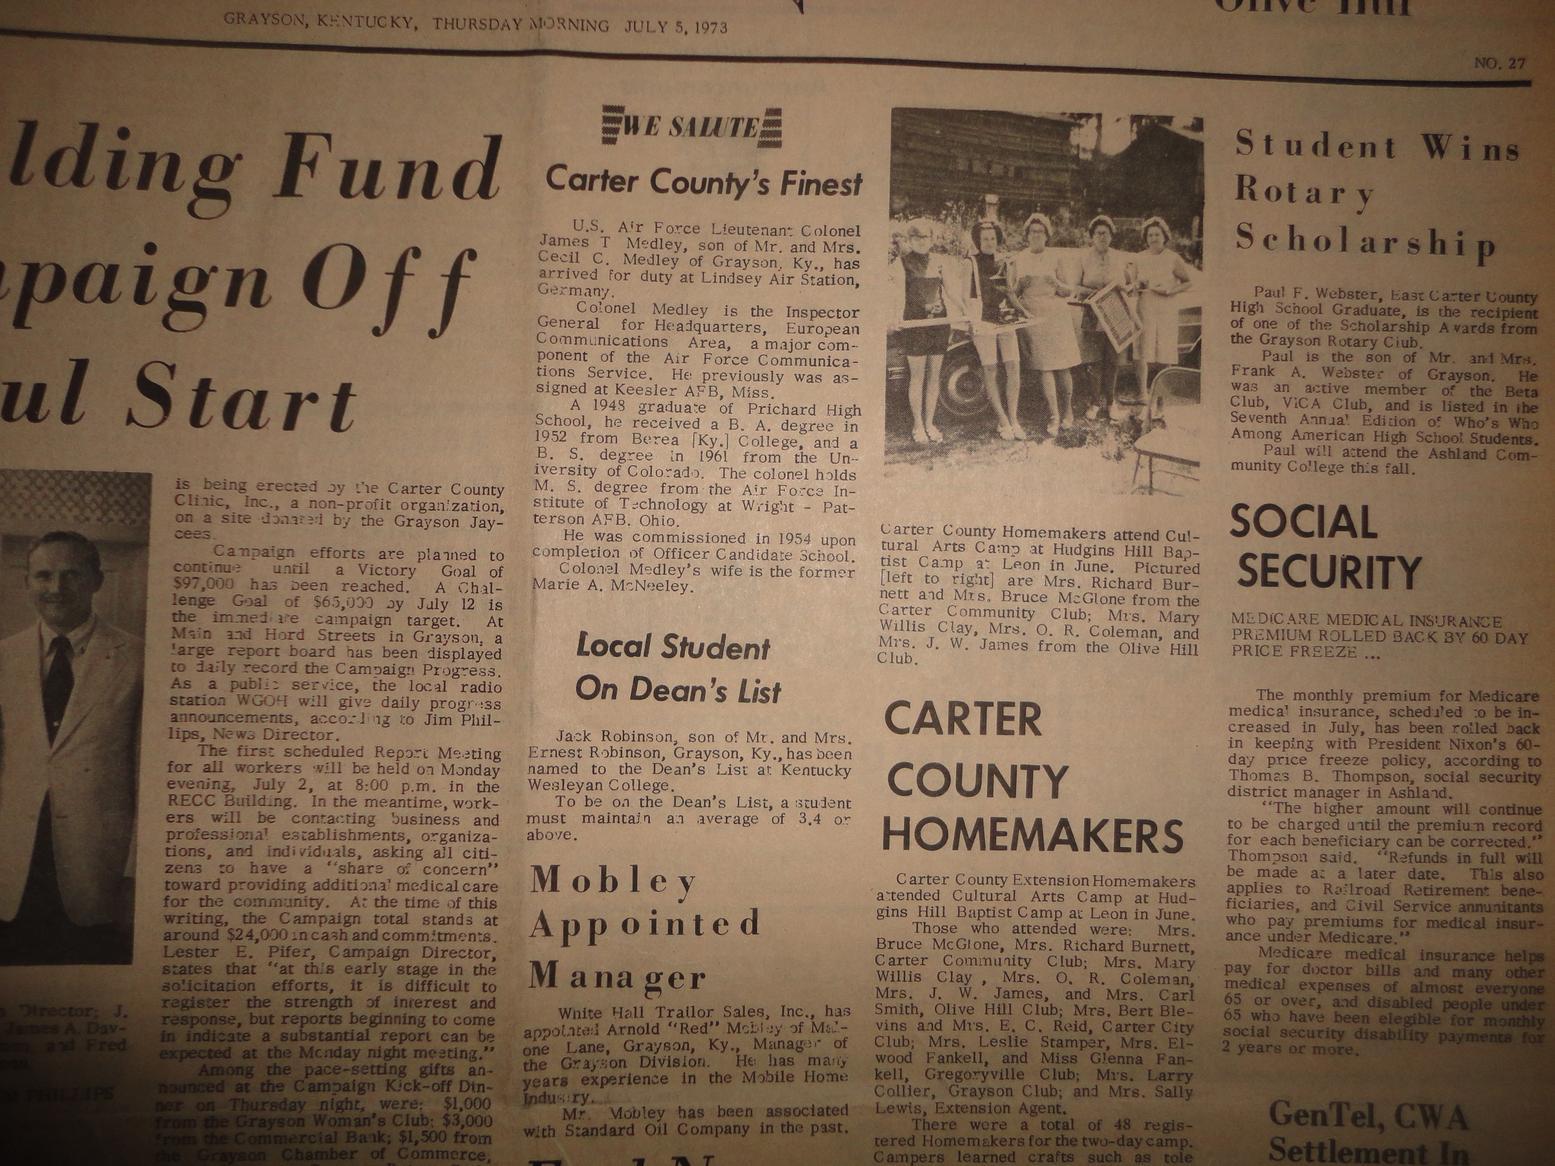 Olive Hill
GRAYSON, KENTUCKY, THURSDAY MORNING JULY 5, 1973
NO. 27
lding Fund
paign Off
ul Start
is being erected by the Carter County
Clinic, Inc., a non-profit organization,
on a site donated by the Grayson Jay-
cees.
Campaign efforts are planned to
continue until a Victory Goal of
$97,000 has been reached. A Chal-
lenge Goal of $65,000 by July 12 is
the immediate campaign target. At
Main and Hord Streets in Grayson, a
large report board has been displayed
to daily record the Campaign Progress.
As a public service, the local radio
station WGOH will give daily progress
announcements, according to Jim Phil-
lips, News Director.
The first scheduled Report Meeting
for all workers will be held on Monday
evening, July 2, at 8:00 p.m. in the
RECC Building. In the meantime, work-
ers will be contacting business and
professional establishments, organiza-
tions, and individuals, asking all citi-
zens to have a "share of concern"
toward providing additional medical care
for the community. At the time of this
writing, the Campaign total stands at
around $24,000 in cash and commitments.
Lester E. Pifer, Campaign Director,
states that "at this early stage in the
solicitation efforts, it is difficult to
register the strength of interest and
response, but reports beginning to come
in indicate a substantial report can be
expected at the Monday night meeting."
Among the pace-setting gifts an-
nounced at the Campaign Kick-off Din-
ner on Thursday night, were: $1,000
from the Grayson Woman's Club; $3,000
from the Commercial Bank; $1,500 from
the Grayson Chamber of Commerce,
Director; J.
James A. Dav-
and Fred
PHILLIPS
WE SALUTE
Carter County's Finest
U.S. Air Force Lieutenant Colonel
James T Medley, son of Mr. and Mrs.
Cecil C. Medley of Grayson, Ky., has
arrived for duty at Lindsey Air Station,
Germany.
Colonel Medley is the Inspector
General for Headquarters, European
Communications Area, a major com-
ponent of the Air Force Communica-
tions Service. He previously was as-
signed at Keesler AFB, Miss.
A 1948 graduate of Prichard High
School, he received a B. A. degree in
1952 from Berea [Ky.] College, and a
B. S. degree in 1961 from the Un-
iversity of Colorado. The colonel holds
M. S. degree from the Air Force In-
stitute of Technology at Wright - Pat-
terson AFB. Ohio.
He was commissioned in 1954 upon
completion of Officer Candidate School.
Colonel Medley's wife is the former
Marie A. McNeeley.
Local Student
On Dean's List
Jack Robinson, son of Mr. and Mrs.
Ernest Robinson, Grayson, Ky., has been
named to the Dean's List at Kentucky
Wesleyan College.
To be on the Dean's List, a student
must maintain an average of 3.4 or
above.
Mobley
Appointed
Manager
White Hall Trailor Sales, Inc., has
appointed Arnold "Red" Mobley of Mal-
one Lane, Grayson, Ky., Manager of
the Grayson Division. He has many
years experience in the Mobile Home
Industry.
Mr. Mobley has been associated
with Standard Oil Company in the past.
Carter County Homemakers attend Cul-
tural Arts Camp at Hudgins Hill Bap-
tist Camp at Leon in June. Pictured
[left to right] are Mrs. Richard Bur-
nett and Mrs. Bruce McGlone from the
Carter Community Club; Mrs. Mary
Willis Clay, Mrs. O. R. Coleman, and
Mrs. J. W. James from the Olive Hill
Club.
CARTER
COUNTY
HOMEMAKERS
Carter County Extension Homemakers
attended Cultural Arts Camp at Hud-
gins Hill Baptist Camp at Leon in June.
Those who attended were: Mrs.
Bruce McGlone, Mrs. Richard Burnett,
Carter Community Club; Mrs. Mary
Willis Clay , Mrs. O. R. Coleman,
Mrs. J. W. James, and Mrs. Carl
Smith, Olive Hill Club; Mrs. Bert Ble-
vins and Mrs. E. C. Reid, Carter City
Club; Mrs. Leslie Stamper, Mrs. El-
wood Fankell, and Miss Glenna Fan-
kell, Gregoryville Club; Mrs. Larry
Collier, Grayson Club; and Mrs. Sally
Lewis, Extension Agent.
There were a total of 48 regis-
tered Homemakers for the two-day camp.
Campers learned crafts such as tole
Student Wins
Rotary
Scholarship
Paul F. Webster, East Carter County
High School Graduate, is the recipient
of one of the Scholarship Awards from
the Grayson Rotary Club.
Paul is the son of Mr. and Mrs.
Frank A. Webster of Grayson. He
was an active member of the Beta
Club, VICA Club, and is listed in the
Seventh Annual Edition of Who's Who
Among American High School Students.
Paul will attend the Ashland Com-
munity College this fall.
SOCIAL
SECURITY
MEDICARE MEDICAL INSURANCE
PREMIUM ROLLED BACK BY 60 DAY
PRICE FREEZE ...
The monthly premium for Medicare
medical insurance, scheduled to be in-
creased in July, has been rolled back
in keeping with President Nixon's 60-
day price freeze policy, according to
Thomas B. Thompson, social security
district manager in Ashland.
"The higher amount will continue
to be charged until the premium record
for each beneficiary can be corrected."
Thompson said. "Refunds in full will
be made at a later date. This also
applies to Railroad Retirement bene-
ficiaries, and Civil Service annunitants
who pay premiums for medical insur-
ance under Medicare."
Medicare medical insurance helps
pay for doctor bills and many other
medical expenses of almost everyone
65 or over, and disabled people under
65 who have been elegible for monthly
social security disability payments for
2 years or more.
GenTel, CWA
Settlement In